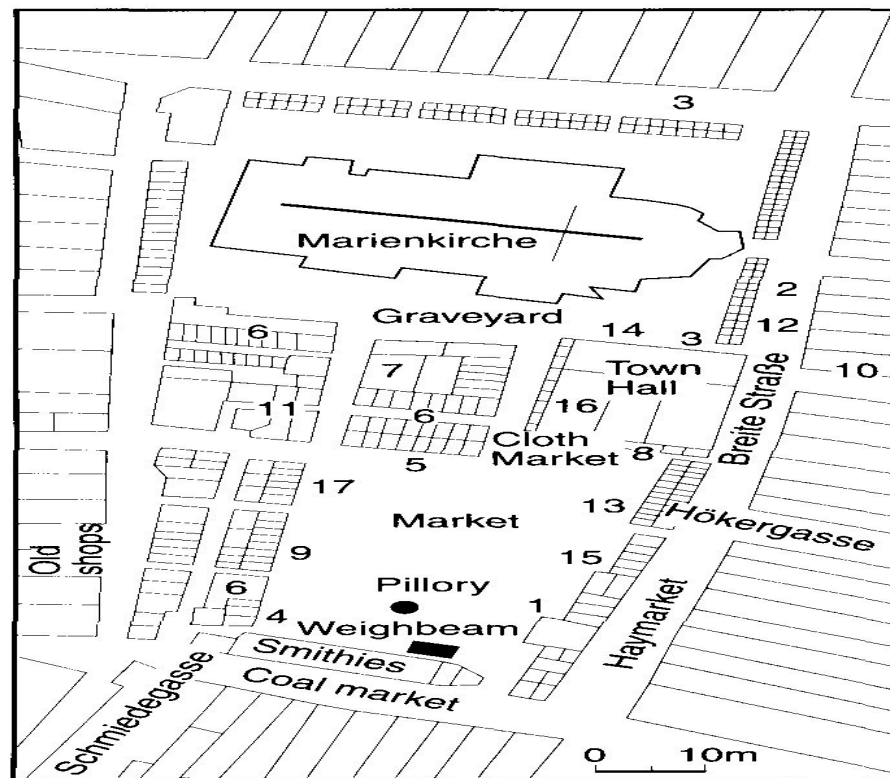 3
Marienkirche
2
Graveyard
6
14
3
12
7
Town
Hall
10
11
6
16
Breite Straße
Cloth
Market
8
5
17
13
Market
Hökergasse
Old
shops
9
15
6
Pillory
4
1
Weighbeam
Haymarket
Smithies
Coal market
Schmiedegasse
0 10m